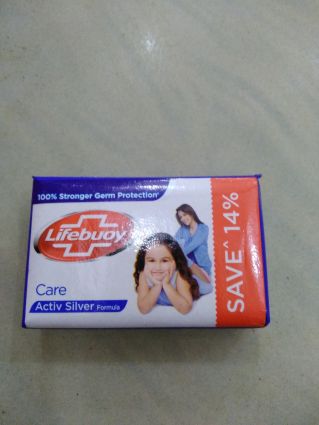 100% Stronger Germ Protection*
Lifebuoy
Care
Activ Silver Formula
SAVE^ 14%